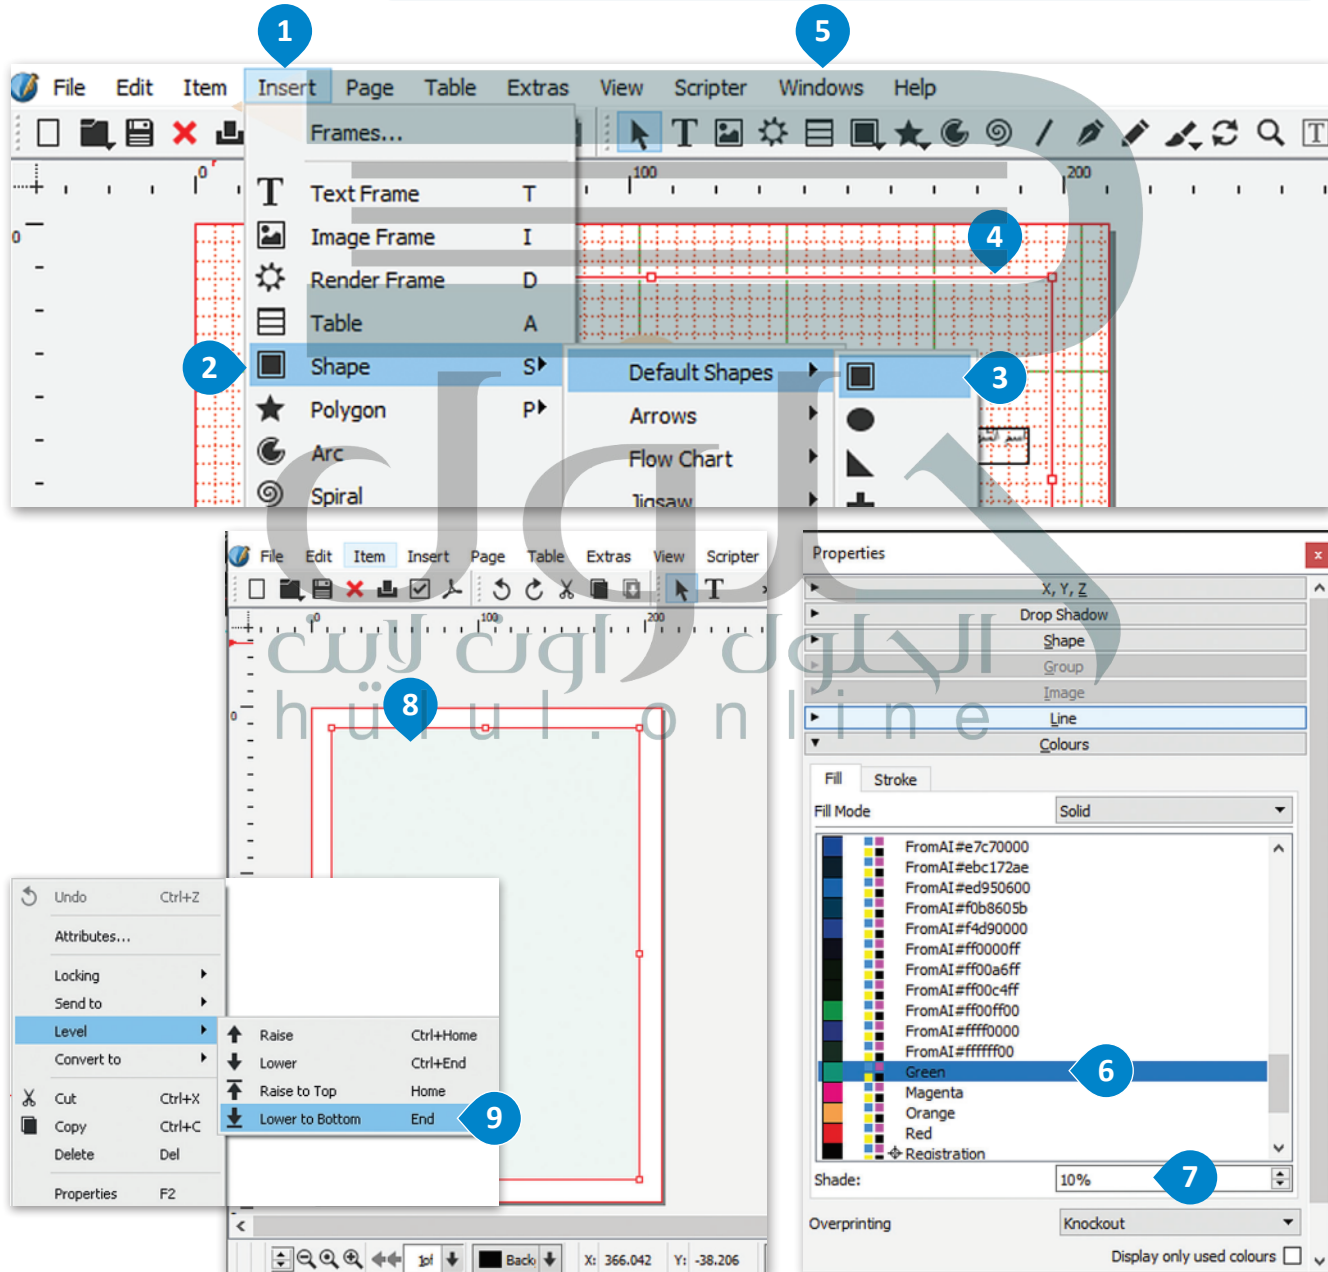 1
5
File Edit Item Insert Page Table Extras View Scripter Windows Help
Frames...
T Text Frame T
Image Frame I
Render Frame D
Table A
2
Shape S
Polygon P
Arc
Spiral
Default Shapes
Arrows
Flow Chart
Jigsaw
3
0 100 200
0
4
حلول
الحلول اون لاين
hülul.online
File Edit Item Insert Page Table Extras View Scripter
T
0 100 200
0
8
Undo Ctrl+Z
Attributes...
Locking
Send to
Level
Convert to
Cut Ctrl+X
Copy Ctrl+C
Delete Del
Properties F2
Raise Ctrl+Home
Lower Ctrl+End
Raise to Top Home
Lower to Bottom End
9
X: 366.042 Y: -38.206
Properties
x
X, Y, Z
Drop Shadow
Shape
Group
Image
Line
Colours
Fill Stroke
Fill Mode Solid
FromAI#e7c70000
FromAI#ebc172ae
FromAI#ed950600
FromAI#f0b8605b
FromAI#f4d90000
FromAI#ff0000ff
FromAI#ff00a6ff
FromAI#ff00c4ff
FromAI#ff00ff00
FromAI#ffff0000
FromAI#ffffff00
Green
6
Magenta
Orange
Red
Registration
Shade: 10%
7
Overprinting Knockout
Display only used colours